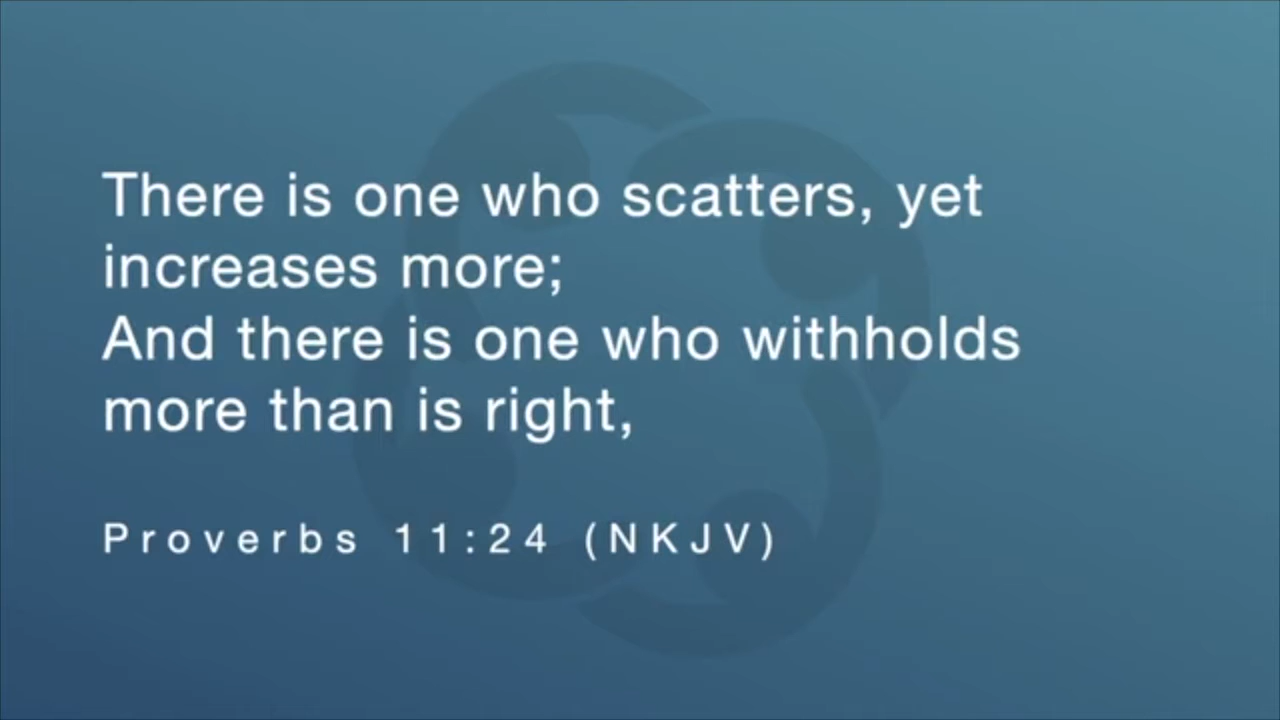 There is one who scatters, yet
increases more;
And there is one who withholds
more than is right,
Proverbs 11:24 (NKJV)